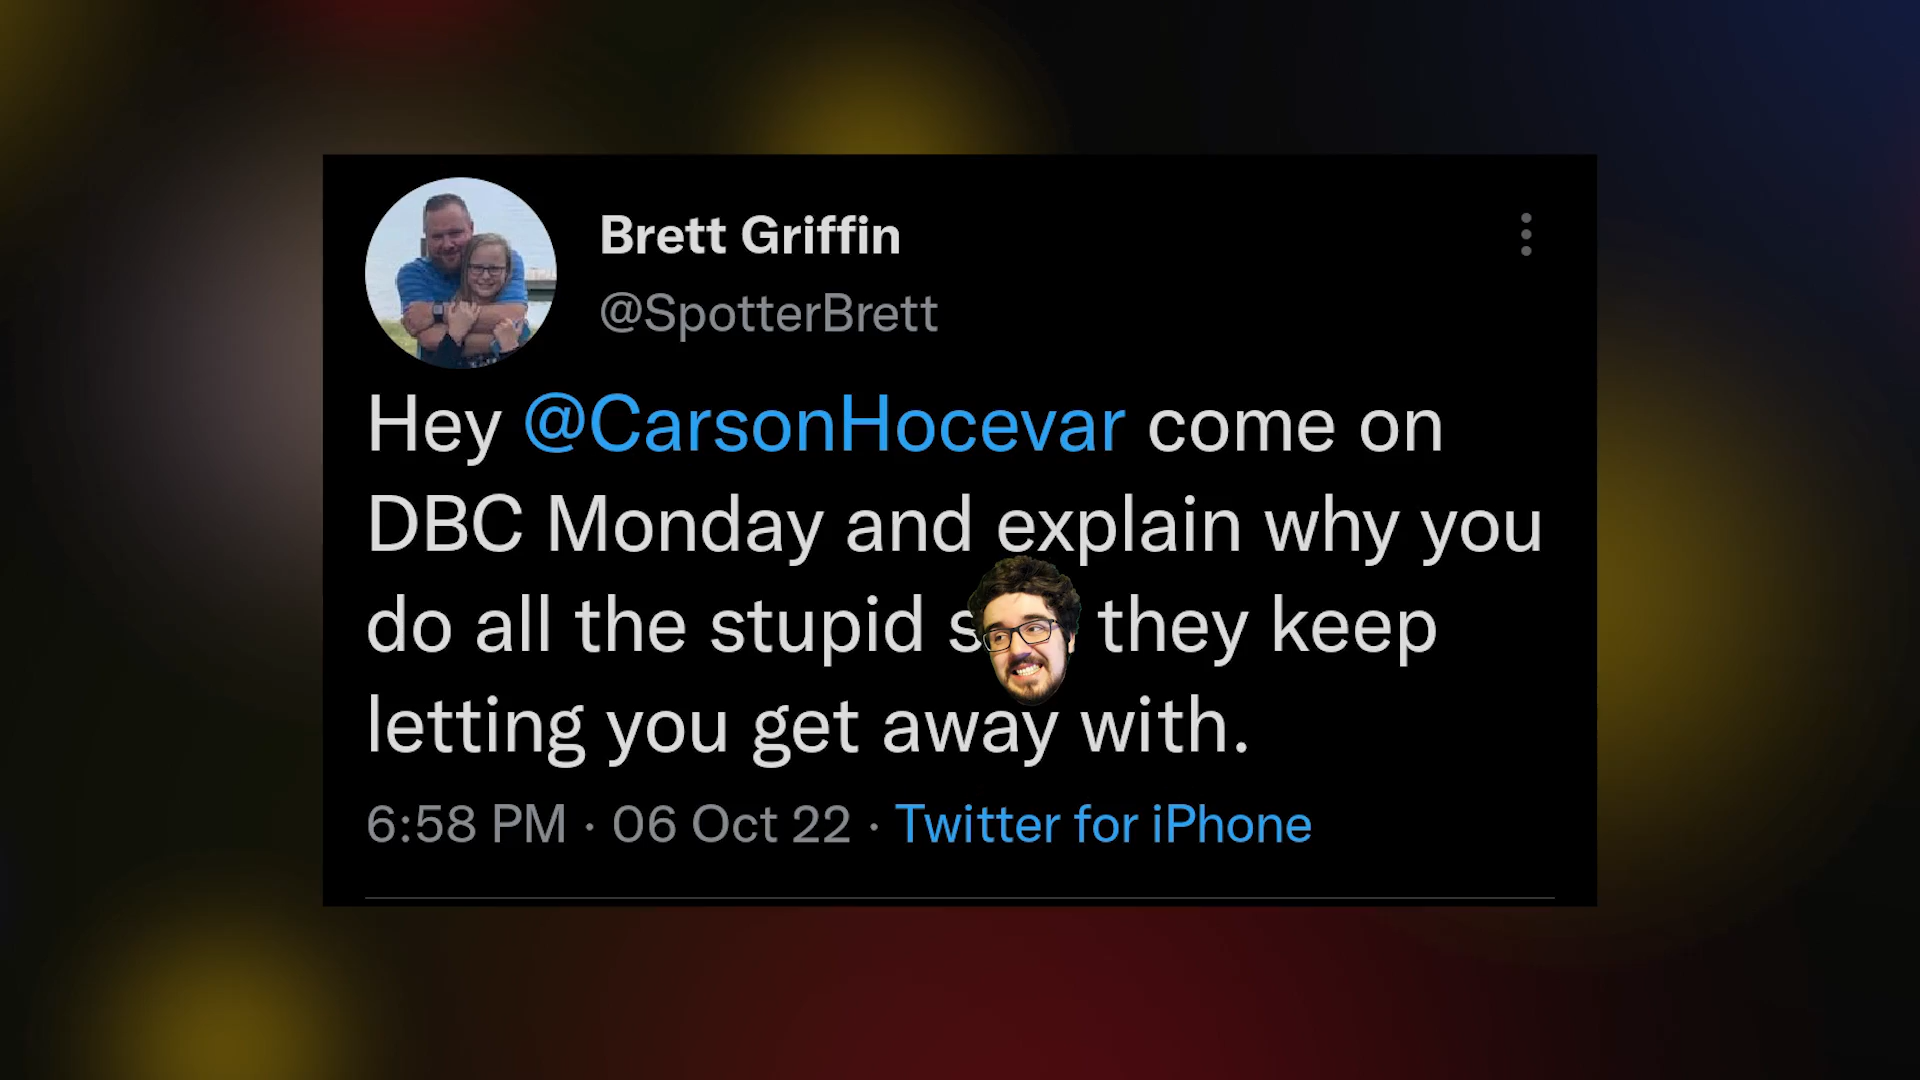 Brett Griffin
@SpotterBrett
Hey @CarsonHocevar come on
DBC Monday and explain why you
do all the stupid s they keep
letting you get away with.
6:58 PM · 06 Oct 22 · Twitter for iPhone